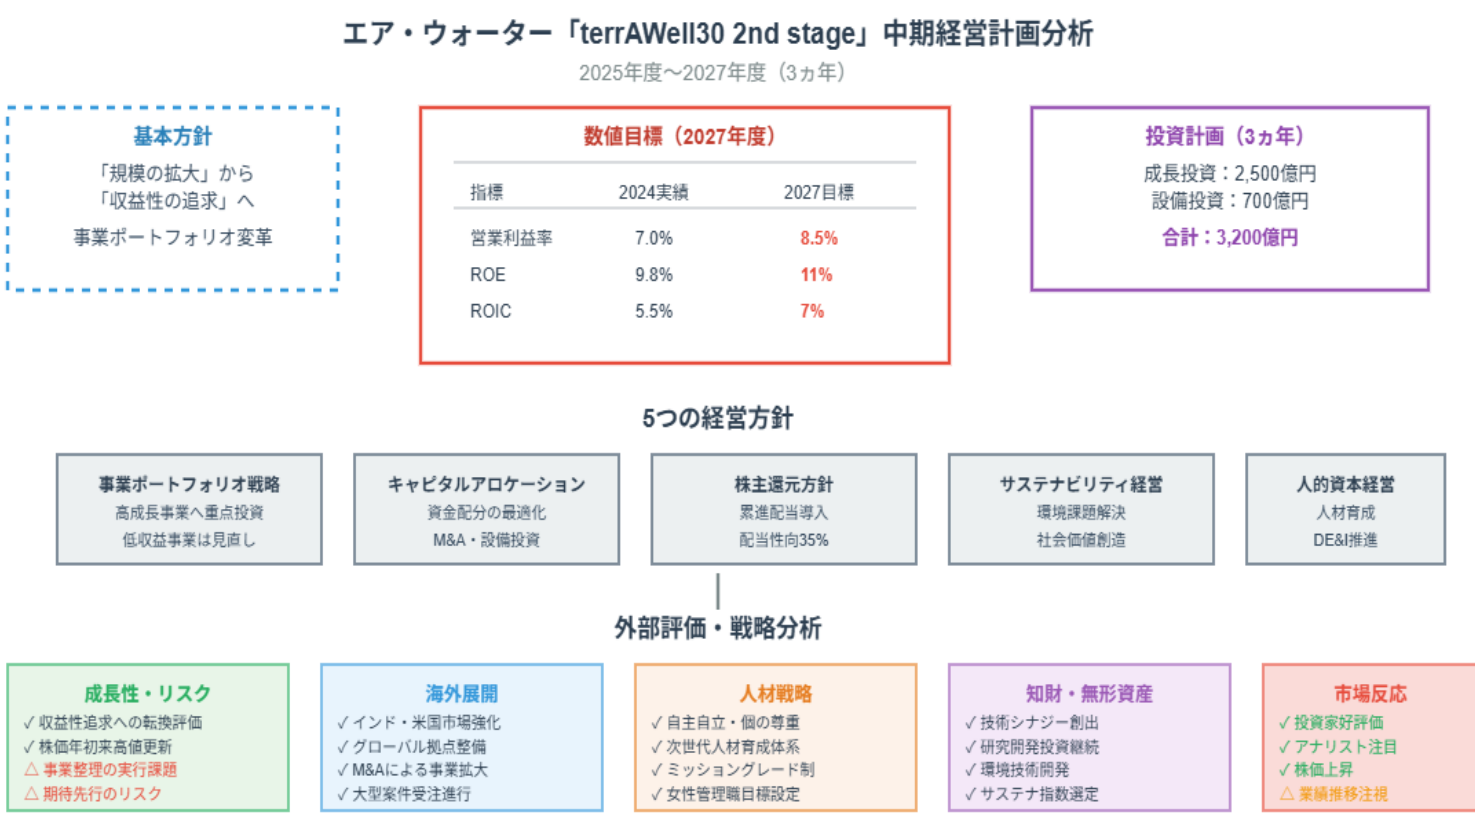 エア・ウォーター「terrAWell30 2nd stage」中期経営計画分析
2025年度～2027年度（3ヵ年）
基本方針
「規模の拡大」から
「収益性の追求」へ
事業ポートフォリオ変革
数値目標（2027年度）
指標 2024実績 2027目標
営業利益率 7.0% 8.5%
ROE 9.8% 11%
ROIC 5.5% 7%
投資計画（3ヵ年）
成長投資：2,500億円
設備投資：700億円
合計：3,200億円
5つの経営方針
事業ポートフォリオ戦略
高成長事業へ重点投資
低収益事業は見直し
キャピタルアロケーション
資金配分の最適化
M&A・設備投資
株主還元方針
累進配当導入
配当性向35%
サステナビリティ経営
環境課題解決
社会価値創造
人的資本経営
人材育成
DE&I推進
外部評価・戦略分析
成長性・リスク
✓ 収益性追求への転換評価
✓ 株価年初来高値更新
△ 事業整理の実行課題
△ 期待先行のリスク
海外展開
✓ インド・米国市場強化
✓ グローバル拠点整備
✓ M&Aによる事業拡大
✓ 大型案件受注進行
人材戦略
✓ 自主自立・個の尊重
✓ 次世代人材育成体系
✓ ミッショングレード制
✓ 女性管理職目標設定
知財・無形資産
✓ 技術シナジー創出
✓ 研究開発投資継続
✓ 環境技術開発
✓ サステナ指数選定
市場反応
✓ 投資家好評価
✓ アナリスト注目
✓ 株価上昇
△ 業績推移注視